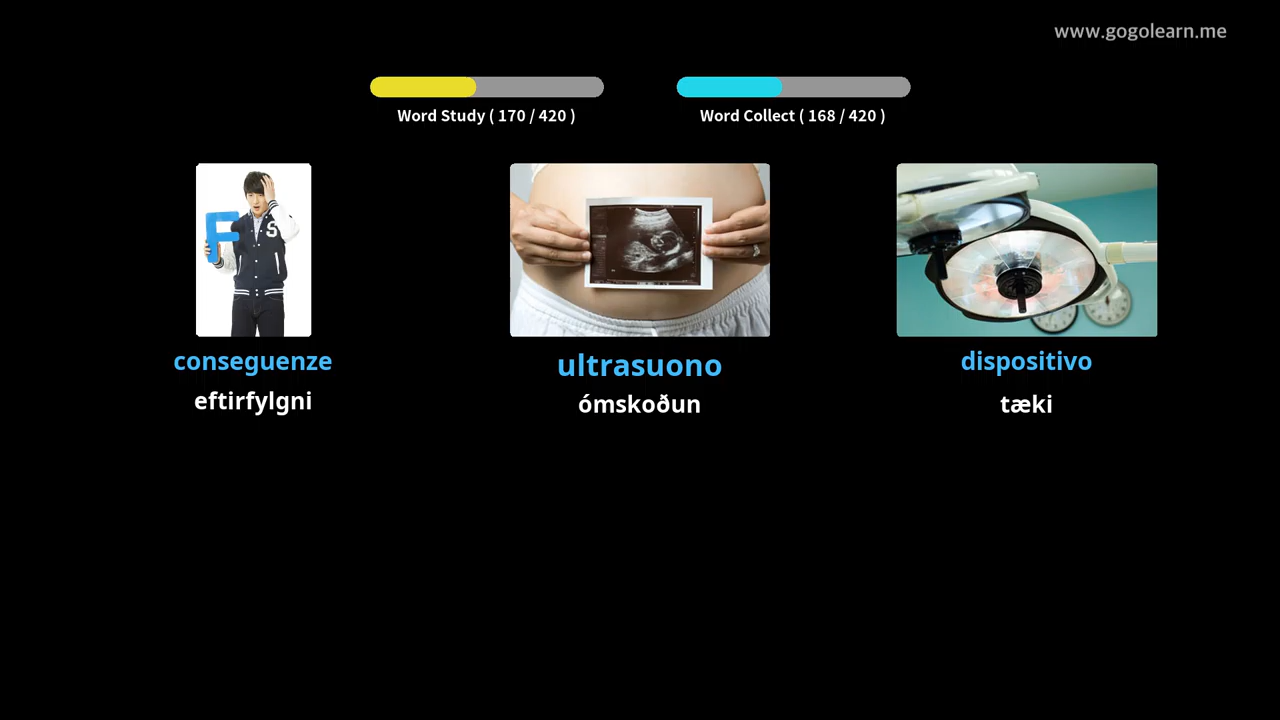 www.gogolearn.me
Word Study ( 170 / 420 )
Word Collect ( 168 / 420 )
F
S
conseguenze
ultrasuono
dispositivo
eftirfylgni
ómskoðun
tæki